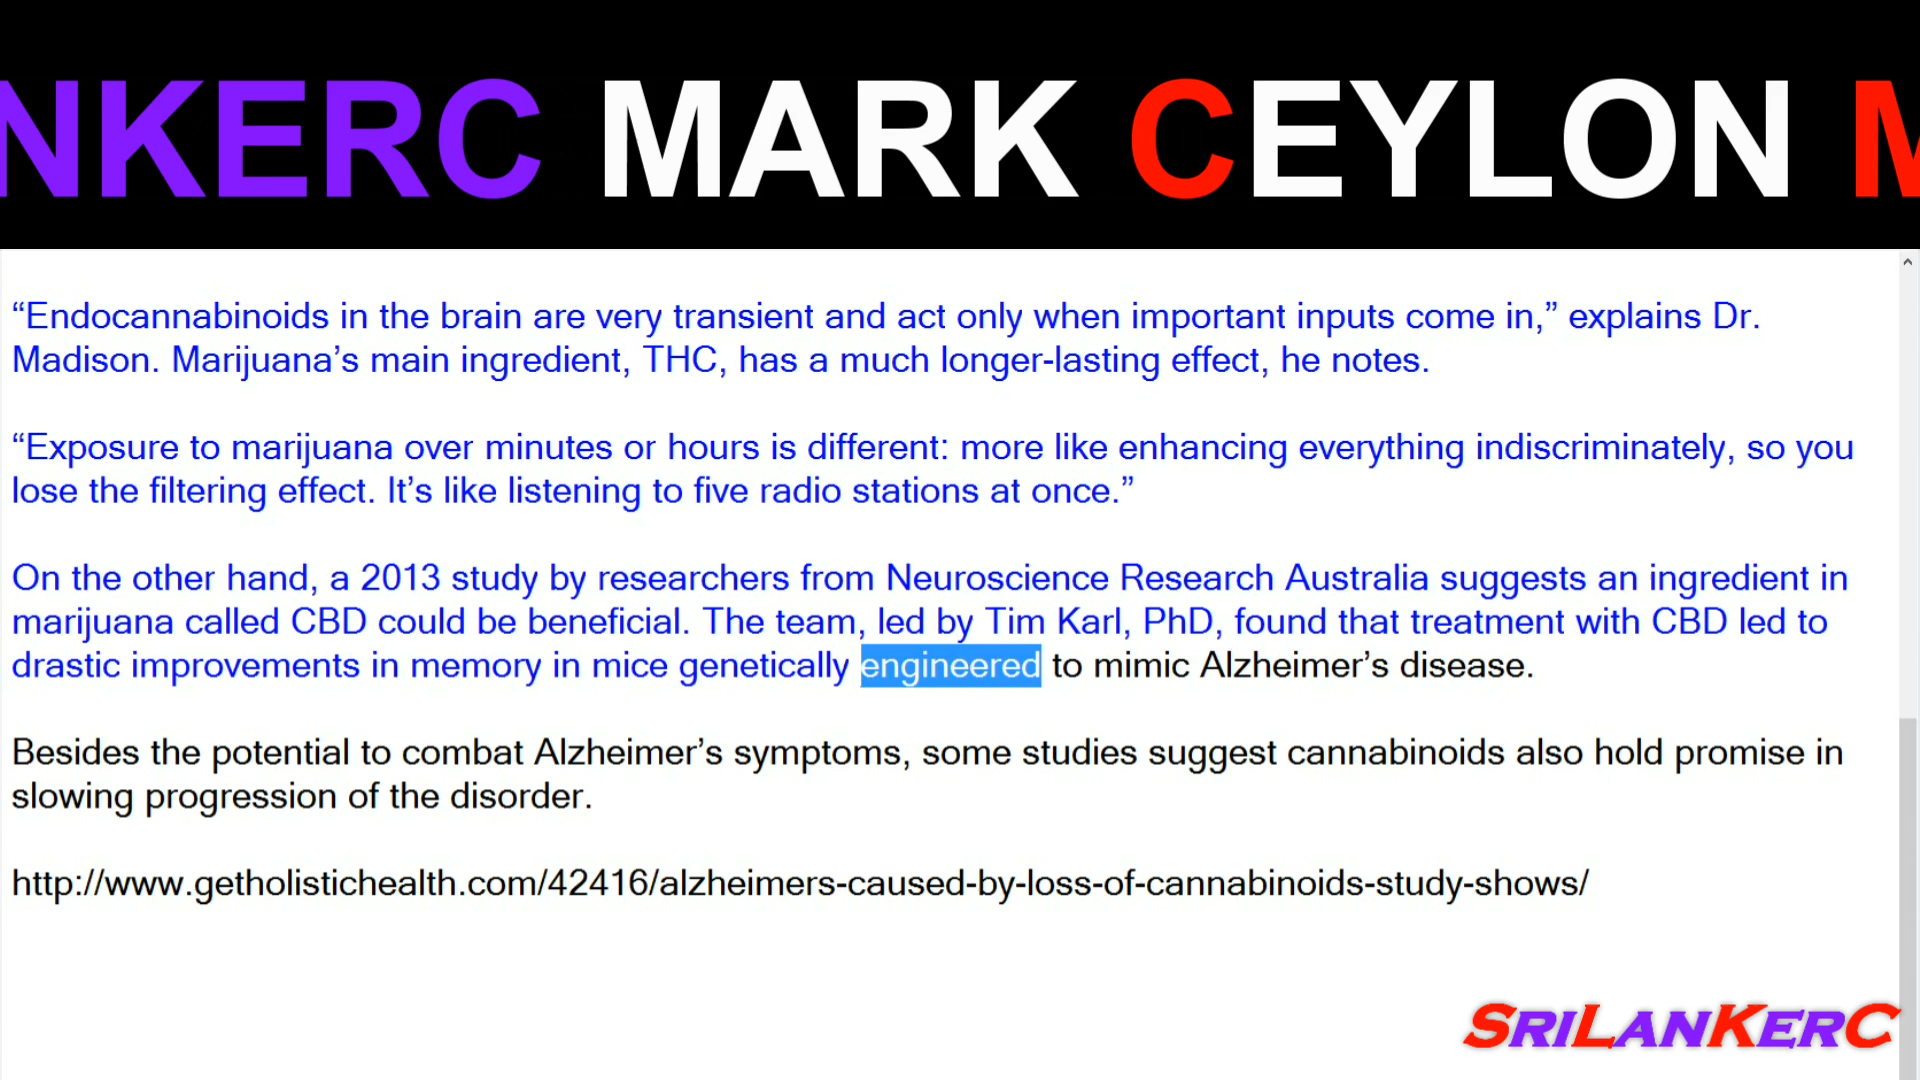 NKERC MARK CEYLON M
“Endocannabinoids in the brain are very transient and act only when important inputs come in,” explains Dr.
Madison. Marijuana’s main ingredient, THC, has a much longer-lasting effect, he notes.
“Exposure to marijuana over minutes or hours is different: more like enhancing everything indiscriminately, so you
lose the filtering effect. It’s like listening to five radio stations at once.”
On the other hand, a 2013 study by researchers from Neuroscience Research Australia suggests an ingredient in
marijuana called CBD could be beneficial. The team, led by Tim Karl, PhD, found that treatment with CBD led to
drastic improvements in memory in mice genetically engineered to mimic Alzheimer’s disease.
Besides the potential to combat Alzheimer’s symptoms, some studies suggest cannabinoids also hold promise in
slowing progression of the disorder.
http://www.getholistichealth.com/42416/alzheimers-caused-by-loss-of-cannabinoids-study-shows/
SRILANKERC